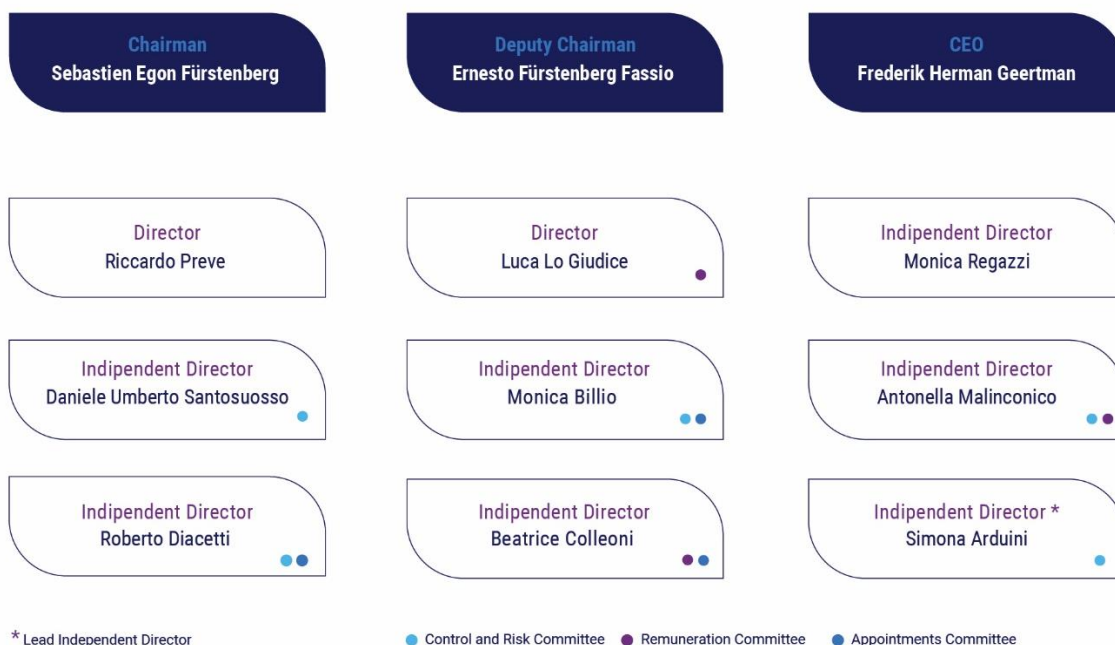 Chairman
Sebastien Egon Fürstenberg
Deputy Chairman
Ernesto Fürstenberg Fassio
CEO
Frederik Herman Geertman
Director
Riccardo Preve
Director
Luca Lo Giudice
Indipendent Director
Monica Regazzi
Indipendent Director
Daniele Umberto Santosuosso
Indipendent Director
Monica Billio
Indipendent Director
Antonella Malinconico
Indipendent Director
Roberto Diacetti
Indipendent Director
Beatrice Colleoni
Indipendent Director *
Simona Arduini
* Lead Independent Director
Control and Risk Committee
Remuneration Committee
Appointments Committee